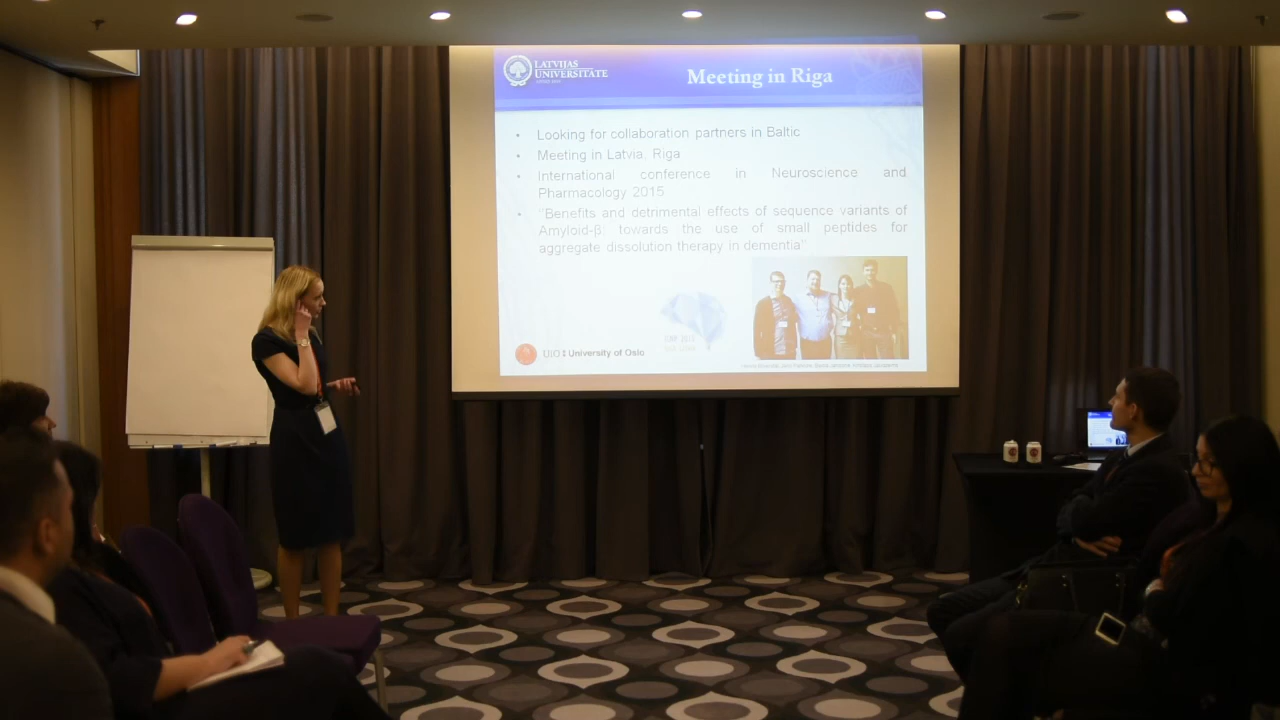 LATVIJAS
UNIVERSITĀTE
Meeting in Riga
• Looking for collaboration partners in Baltic
• Meeting in Latvia, Riga
• International conference in Neuroscience and
Pharmacology 2015
• "Benefits and detrimental effects of sequence variants of
Amyloid-β: towards the use of small peptides for
aggregate dissolution therapy in dementia"
UiO University of Oslo